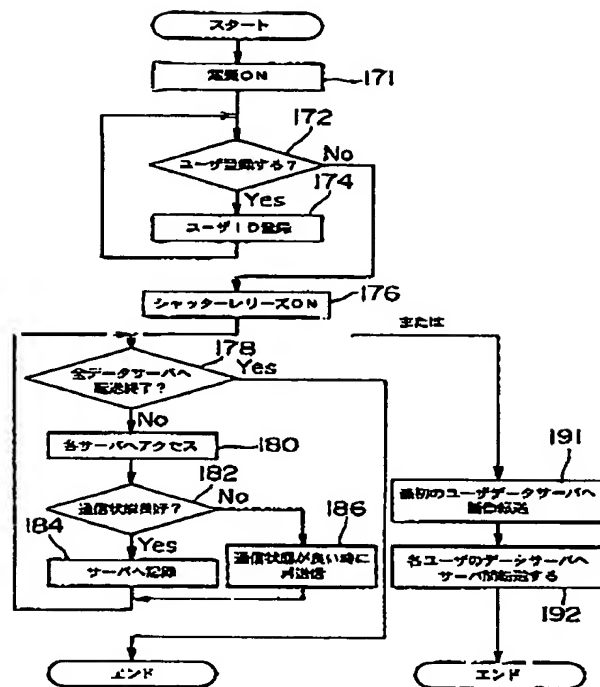 スタート
電源ON
171
172
ユーザ登録する?
No
Yes
174
ユーザID登録
シャッターレリーズON
176
または
178
全データサーバへ
転送終了?
Yes
No
各サーバへアクセス
180
182
通信状態良好?
No
184
Yes
186
サーバへ記録
通信状態が良い時に
再送信
191
最初のユーザデータサーバへ
画像転送
各ユーザのデータサーバへ
サーバ間転送する
192
エンド
エンド